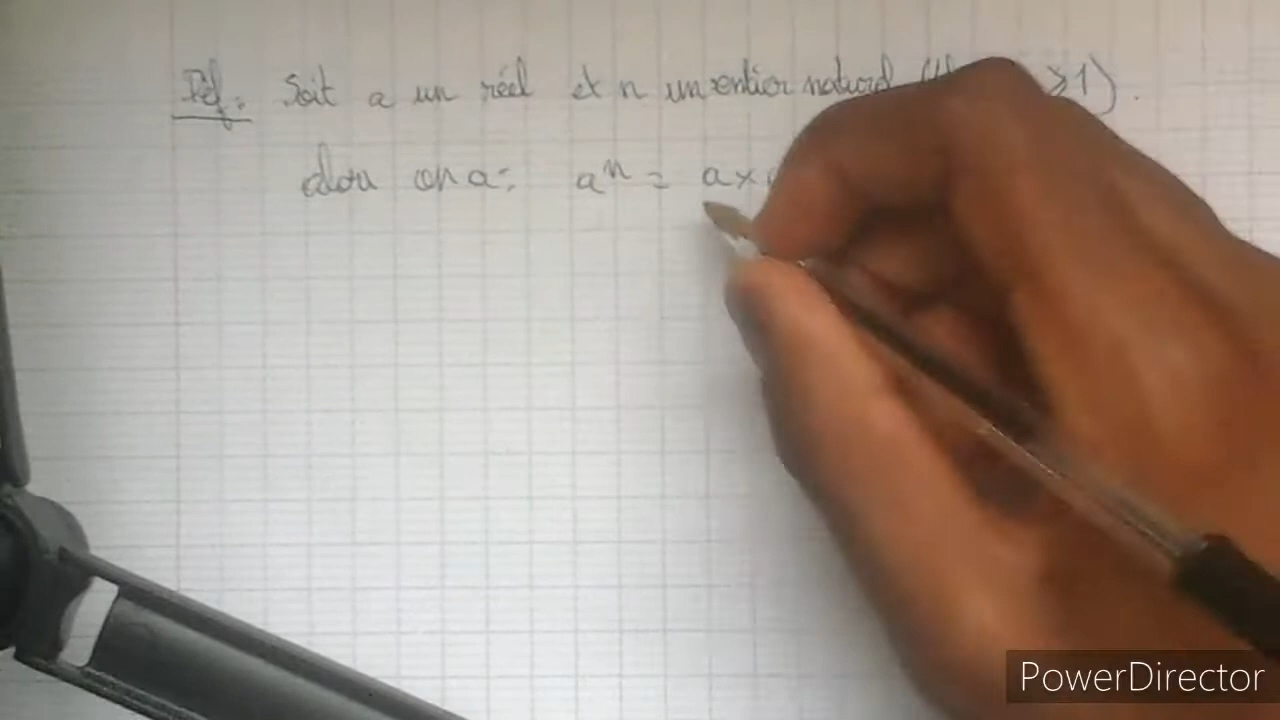 Déf: Soit a un réel et n un entier naturel ( ≥1).
alors on a: aⁿ = a×
PowerDirector